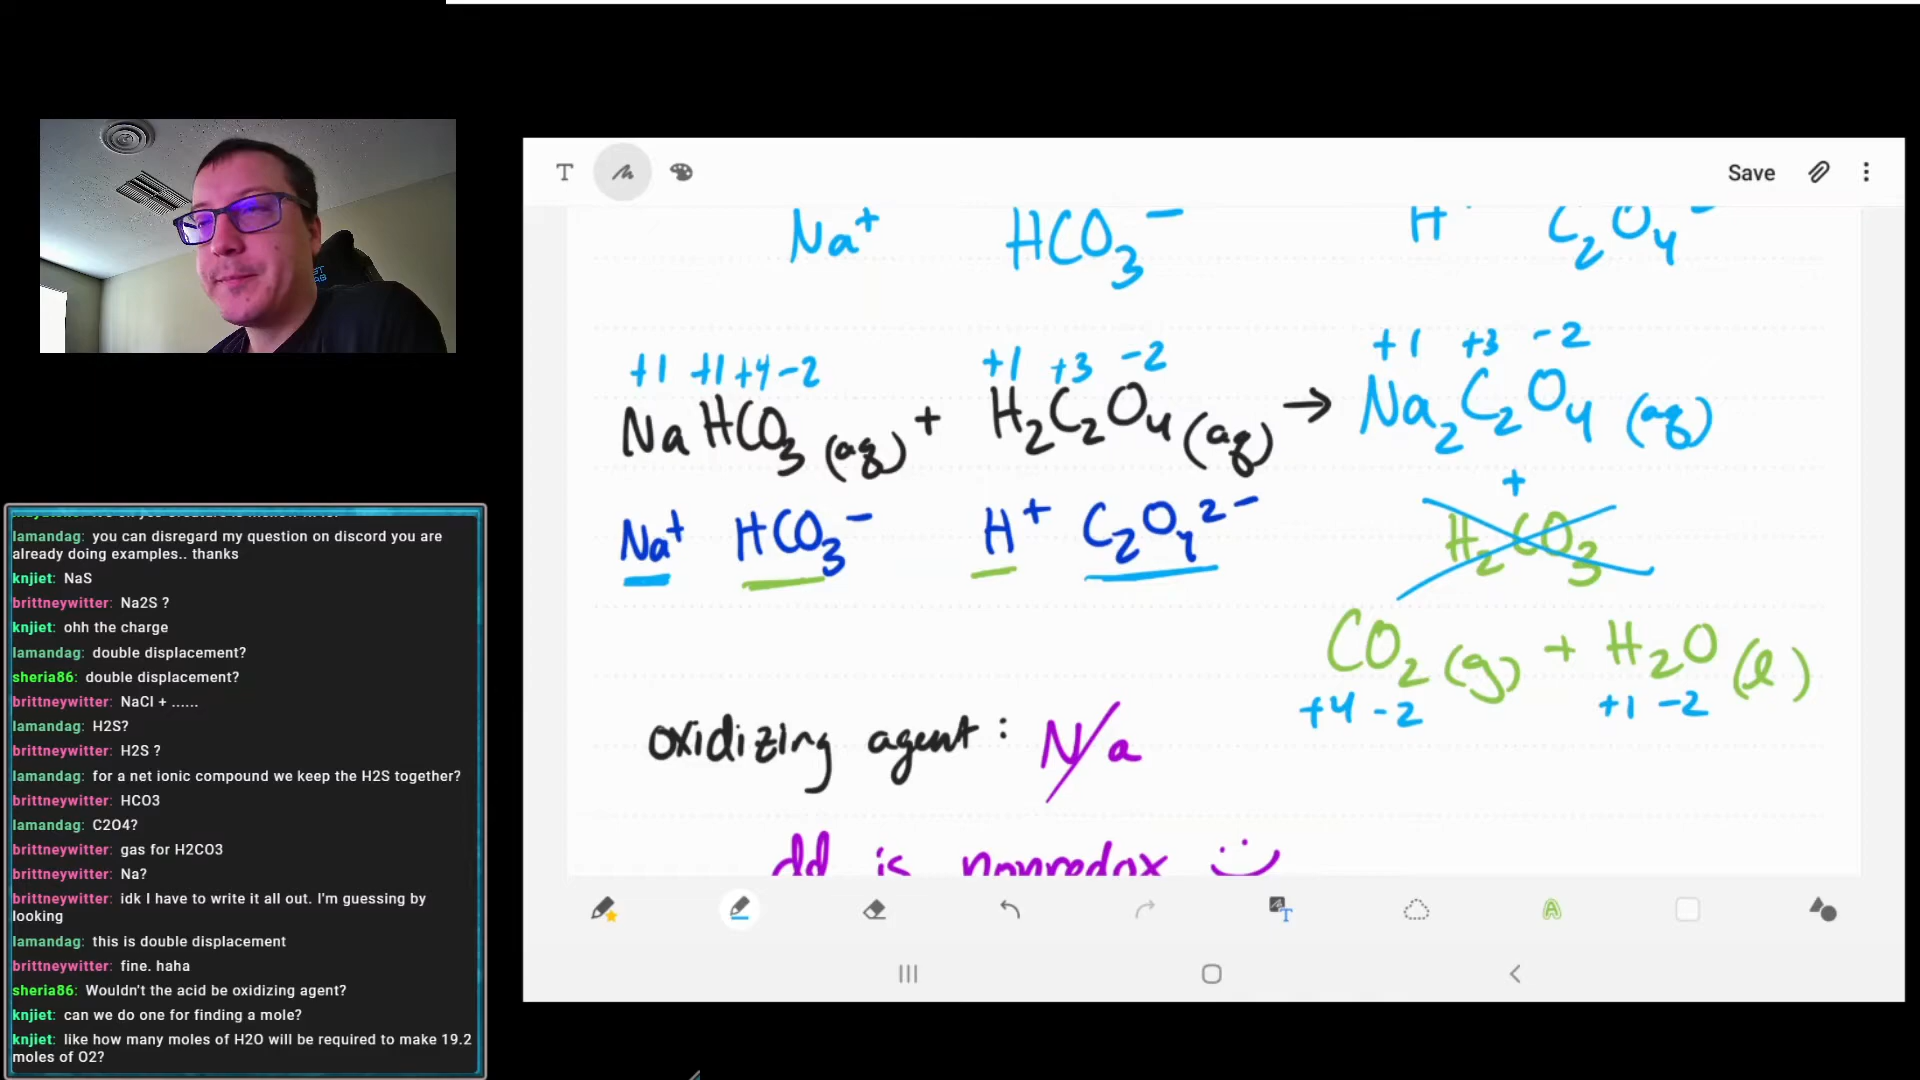 lamandag: you can disregard my question on discord you are
already doing examples.. thanks
knjiet: NaS
brittneywitter: Na2S ?
knjiet: ohh the charge
lamandag: double displacement?
sheria86: double displacement?
brittneywitter: NaCl + ......
lamandag: H2S?
brittneywitter: H2S ?
lamandag: for a net ionic compound we keep the H2S together?
brittneywitter: HCO3
lamandag: C2O4?
brittneywitter: gas for H2CO3
brittneywitter: Na?
brittneywitter: idk I have to write it all out. I'm guessing by
looking
lamandag: this is double displacement
brittneywitter: fine. haha
sheria86: Wouldn't the acid be oxidizing agent?
knjiet: can we do one for finding a mole?
knjiet: like how many moles of H2O will be required to make 19.2
moles of O2?
T Save
Na⁺ HCO₃⁻ H C₂O₄⁻
+1 +1 +4 -2 +1 +3 -2 +1 +3 -2
NaHCO₃ (aq) + H₂C₂O₄ (aq) → Na₂C₂O₄ (aq)
+
Na⁺ HCO₃⁻ H⁺ C₂O₄²⁻ H₂CO₃
CO₂ (g) + H₂O (l)
+4 -2 +1 -2
oxidizing agent: N/a
dd is nonredox